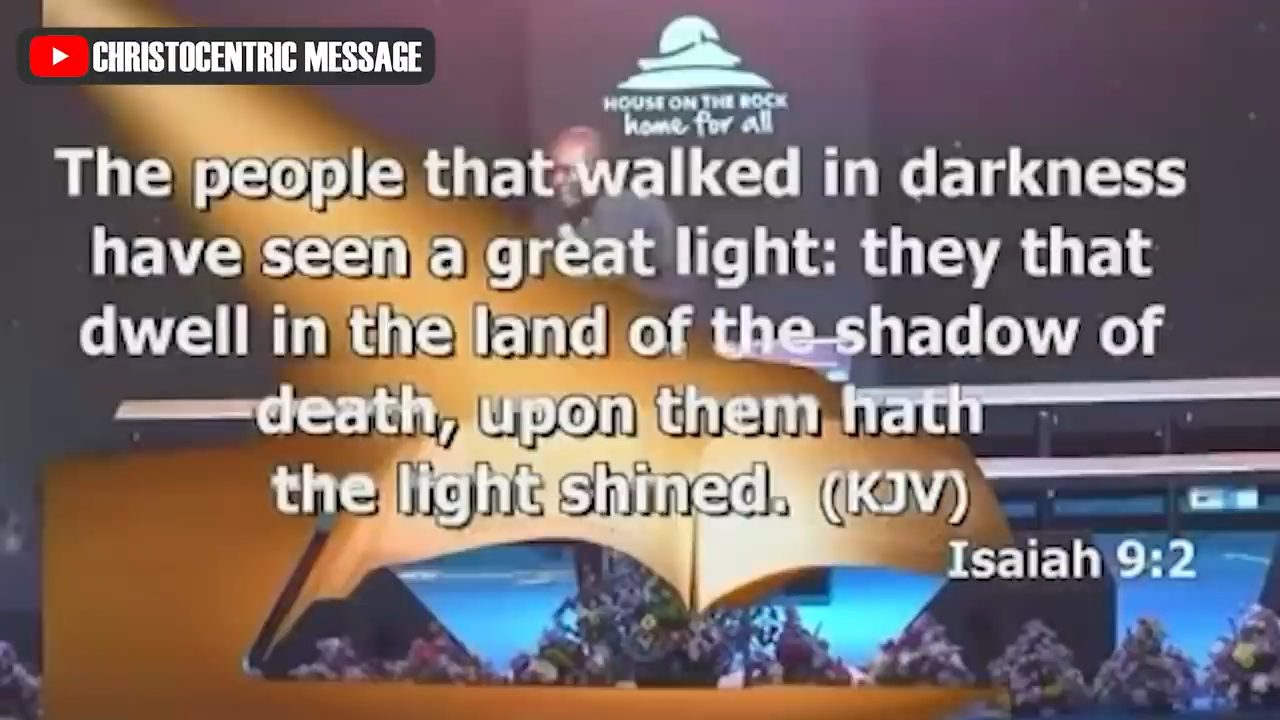 CHRISTOCENTRIC MESSAGE
HOUSE ON THE ROCK
home for all
The people that walked in darkness
have seen a great light: they that
dwell in the land of the shadow of
death, upon them hath
the light shined. (KJV)
Isaiah 9:2